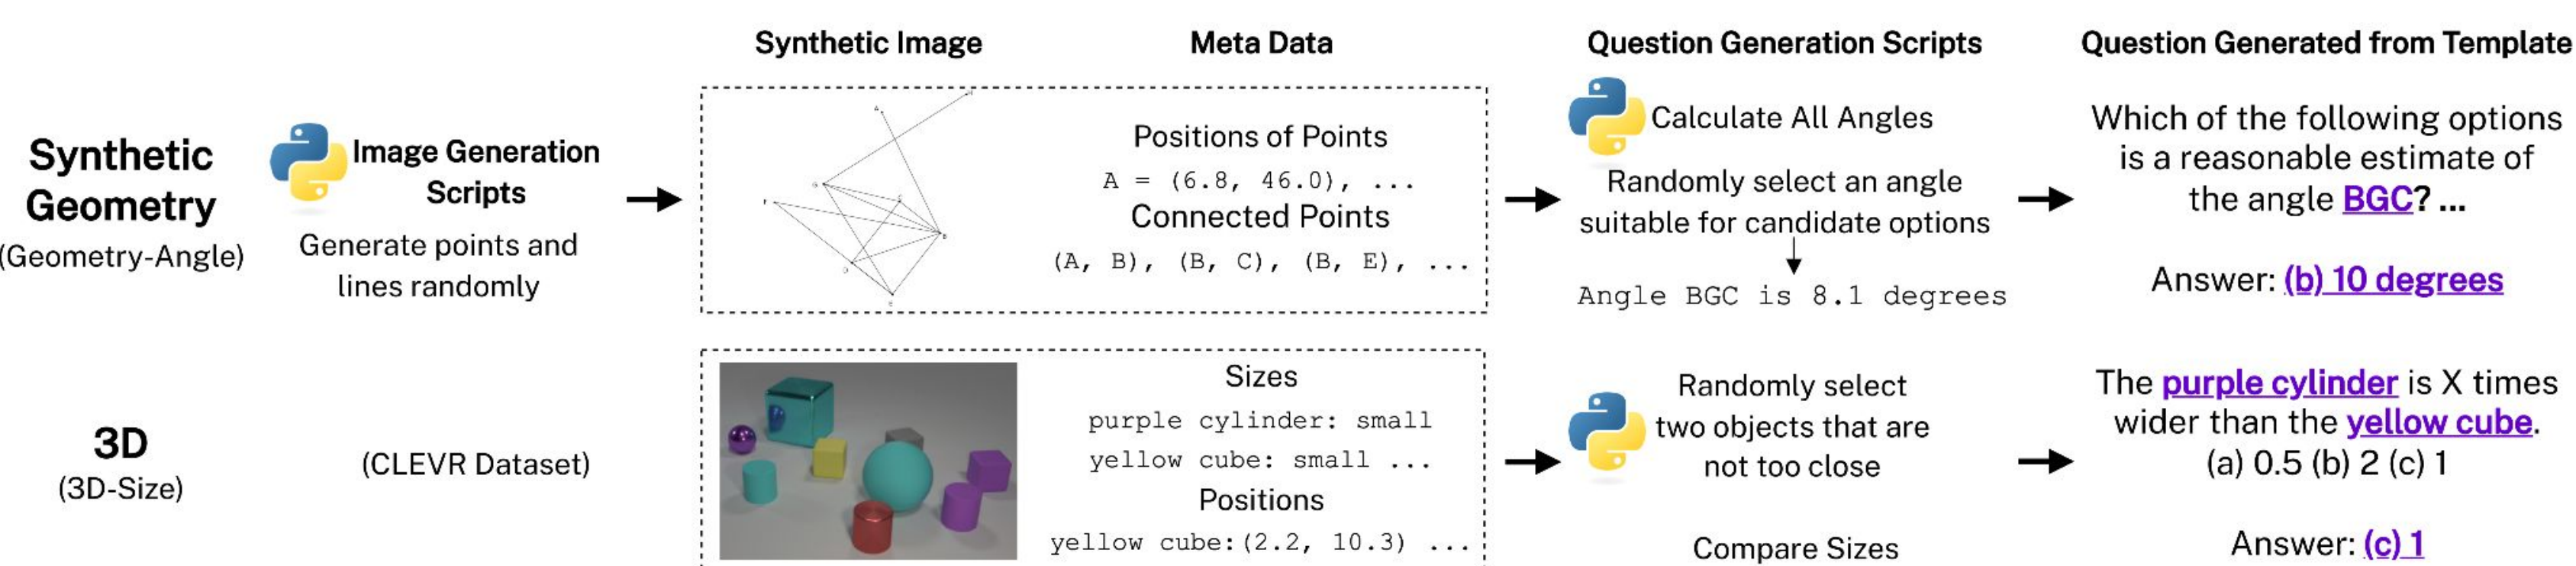 Synthetic Image
Meta Data
Question Generation Scripts
Question Generated from Template
Synthetic
Geometry
(Geometry-Angle)
Image Generation
Scripts
Generate points and
lines randomly
Positions of Points
A = (6.8, 46.0), ...
Connected Points
(A, B), (B, C), (B, E), ...
Calculate All Angles
Randomly select an angle
suitable for candidate options
Angle BGC is 8.1 degrees
Which of the following options
is a reasonable estimate of
the angle BGC? ...
Answer: (b) 10 degrees
3D
(3D-Size)
(CLEVR Dataset)
Sizes
purple cylinder: small
yellow cube: small ...
Positions
yellow cube:(2.2, 10.3) ...
Randomly select
two objects that are
not too close
Compare Sizes
The purple cylinder is X times
wider than the yellow cube.
(a) 0.5 (b) 2 (c) 1
Answer: (c) 1